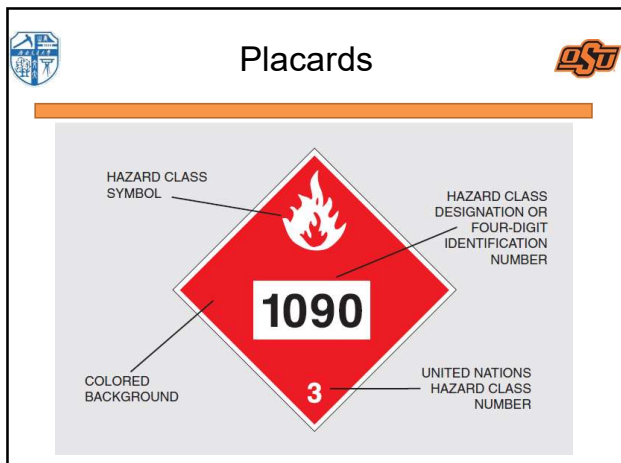 Placards
OSU
HAZARD CLASS
SYMBOL
HAZARD CLASS
DESIGNATION OR
FOUR-DIGIT
IDENTIFICATION
NUMBER
1090
COLORED
BACKGROUND
3
UNITED NATIONS
HAZARD CLASS
NUMBER